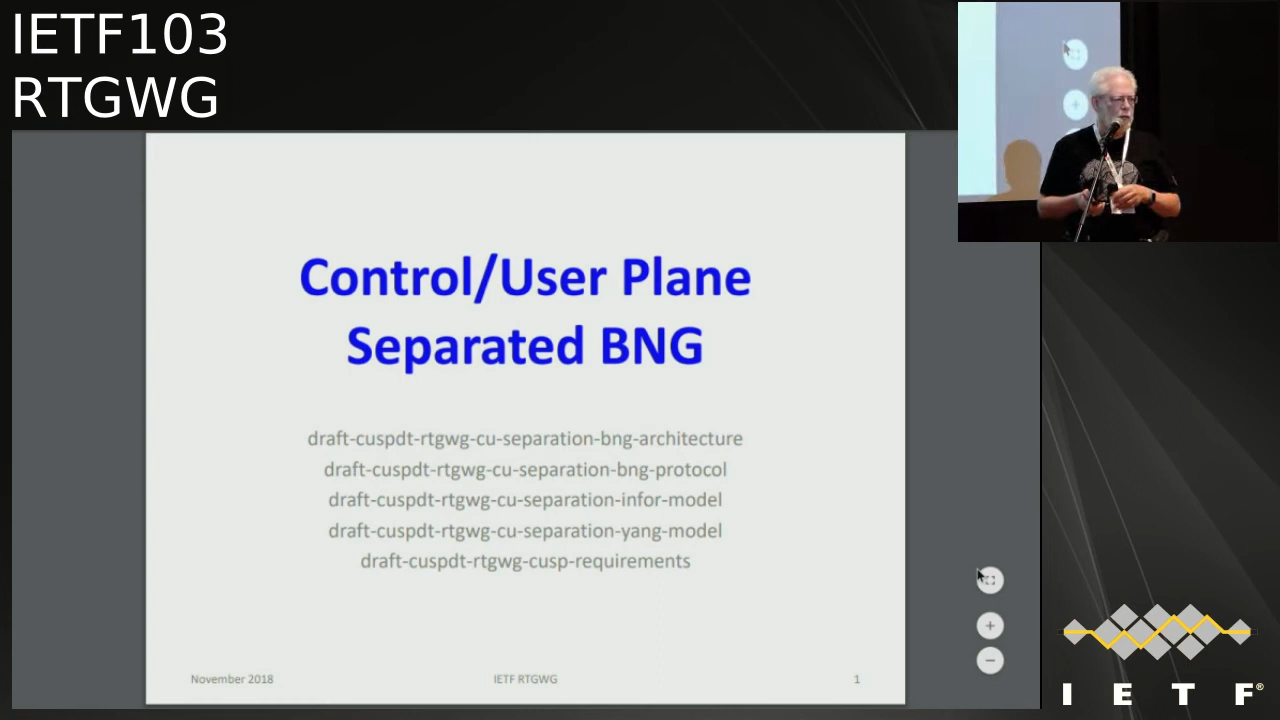 IETF103
RTGWG
Control/User Plane
Separated BNG
draft-cuspdt-rtgwg-cu-separation-bng-architecture
draft-cuspdt-rtgwg-cu-separation-bng-protocol
draft-cuspdt-rtgwg-cu-separation-infor-model
draft-cuspdt-rtgwg-cu-separation-yang-model
draft-cuspdt-rtgwg-cusp-requirements
November 2018
IETF RTGWG
1
I E T F®